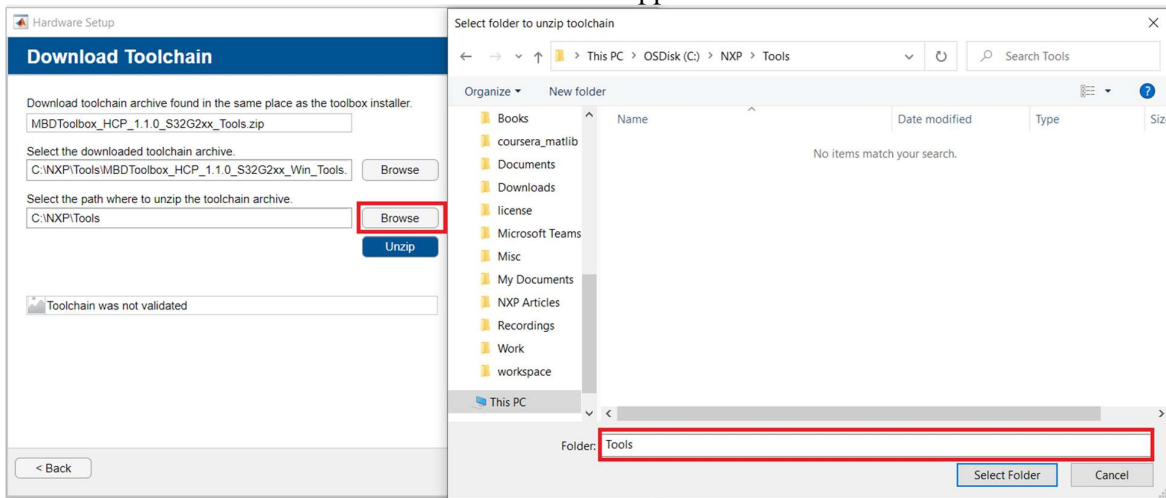 Hardware Setup
Download Toolchain
Download toolchain archive found in the same place as the toolbox installer.
MBDToolbox_HCP_1.1.0_S32G2xx_Tools.zip
Select the downloaded toolchain archive.
C:\NXP\Tools\MBDToolbox_HCP_1.1.0_S32G2xx_Win_Tools. Browse
Select the path where to unzip the toolchain archive.
C:\NXP\Tools Browse
Unzip
Toolchain was not validated
< Back
Select folder to unzip toolchain
This PC > OSDisk (C:) > NXP > Tools Search Tools
Organize New folder
Name Date modified Type Siz
No items match your search.
Books
coursera_matlib
Documents
Downloads
license
Microsoft Teams
Misc
My Documents
NXP Articles
Recordings
Work
workspace
This PC
Folder: Tools
Select Folder Cancel